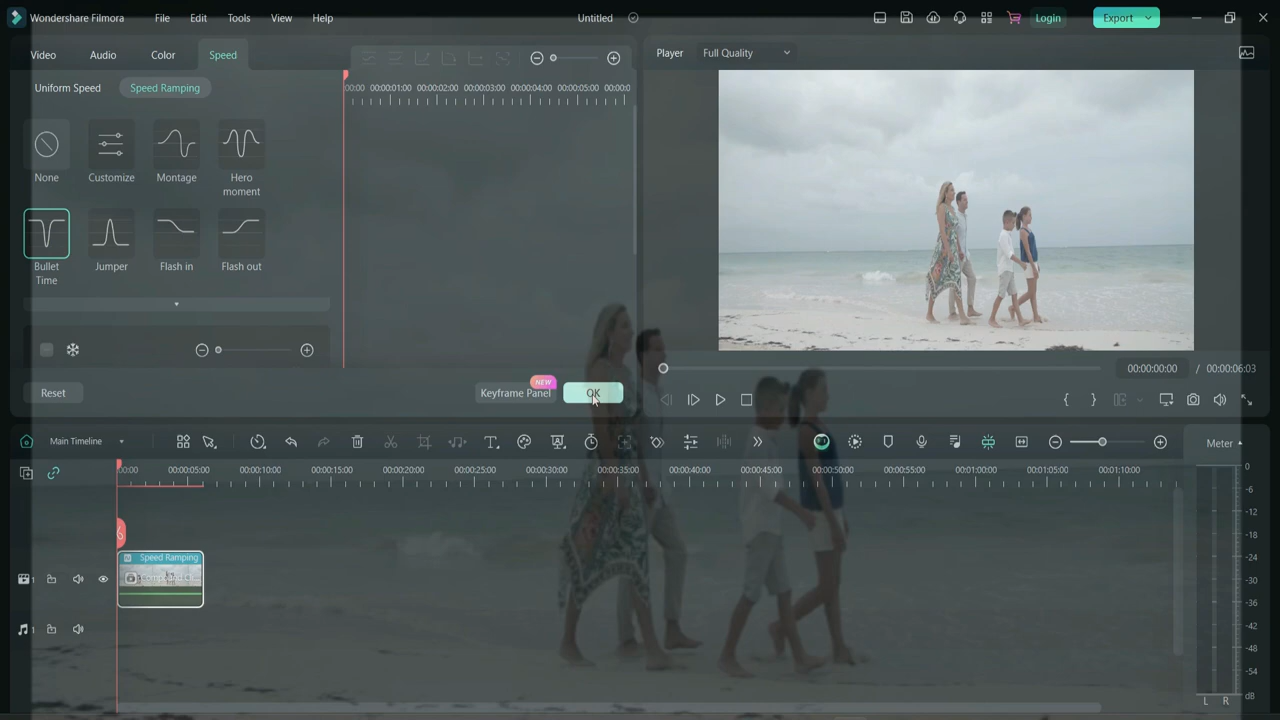 Wondershare Filmora File Edit Tools View Help Untitled Login Export
Video Audio Color Speed
Player Full Quality
Uniform Speed Speed Ramping
00:00 00:00:01:00 00:00:02:00 00:00:03:00 00:00:04:00 00:00:05:00 00:00:0
None Customize Montage Hero moment
Bullet Time Jumper Flash in Flash out
Reset
NEW
Keyframe Panel OK
00:00:00:00 / 00:00:06:03
Main Timeline
Meter
00:00 00:00:05:00 00:00:10:00 00:00:15:00 00:00:20:00 00:00:25:00 00:00:30:00 00:00:35:00 00:00:40:00 00:00:45:00 00:00:50:00 00:00:55:00 00:01:00:00 00:01:05:00 00:01:10:00
Speed Ramping
1
1
0
-6
-12
-18
-24
-30
-36
-42
-48
-54
dB
L R